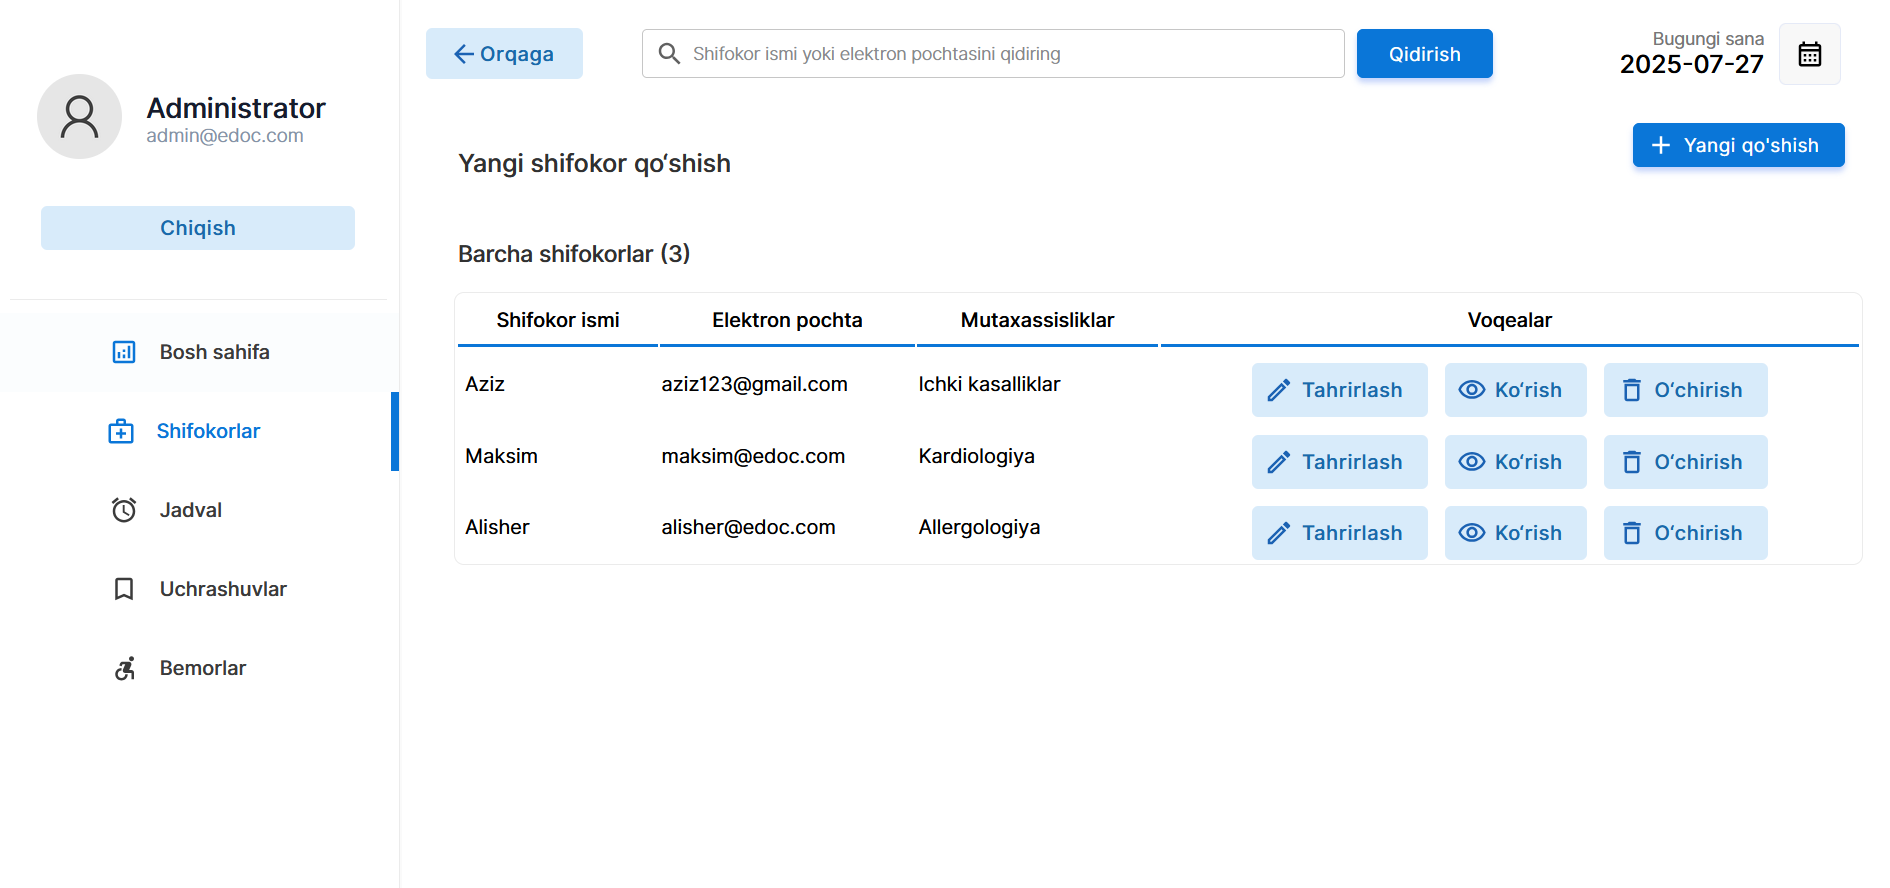 Administrator
admin@edoc.com
Chiqish
Bosh sahifa
Shifokorlar
Jadval
Uchrashuvlar
Bemorlar
Orqaga
Shifokor ismi yoki elektron pochtasini qidiring
Qidirish
Bugungi sana
2025-07-27
Yangi shifokor qo‘shish
Yangi qo'shish
Barcha shifokorlar (3)
Shifokor ismi Elektron pochta Mutaxassisliklar Voqealar
Aziz aziz123@gmail.com Ichki kasalliklar Tahrirlash Ko‘rish O‘chirish
Maksim maksim@edoc.com Kardiologiya Tahrirlash Ko‘rish O‘chirish
Alisher alisher@edoc.com Allergologiya Tahrirlash Ko‘rish O‘chirish